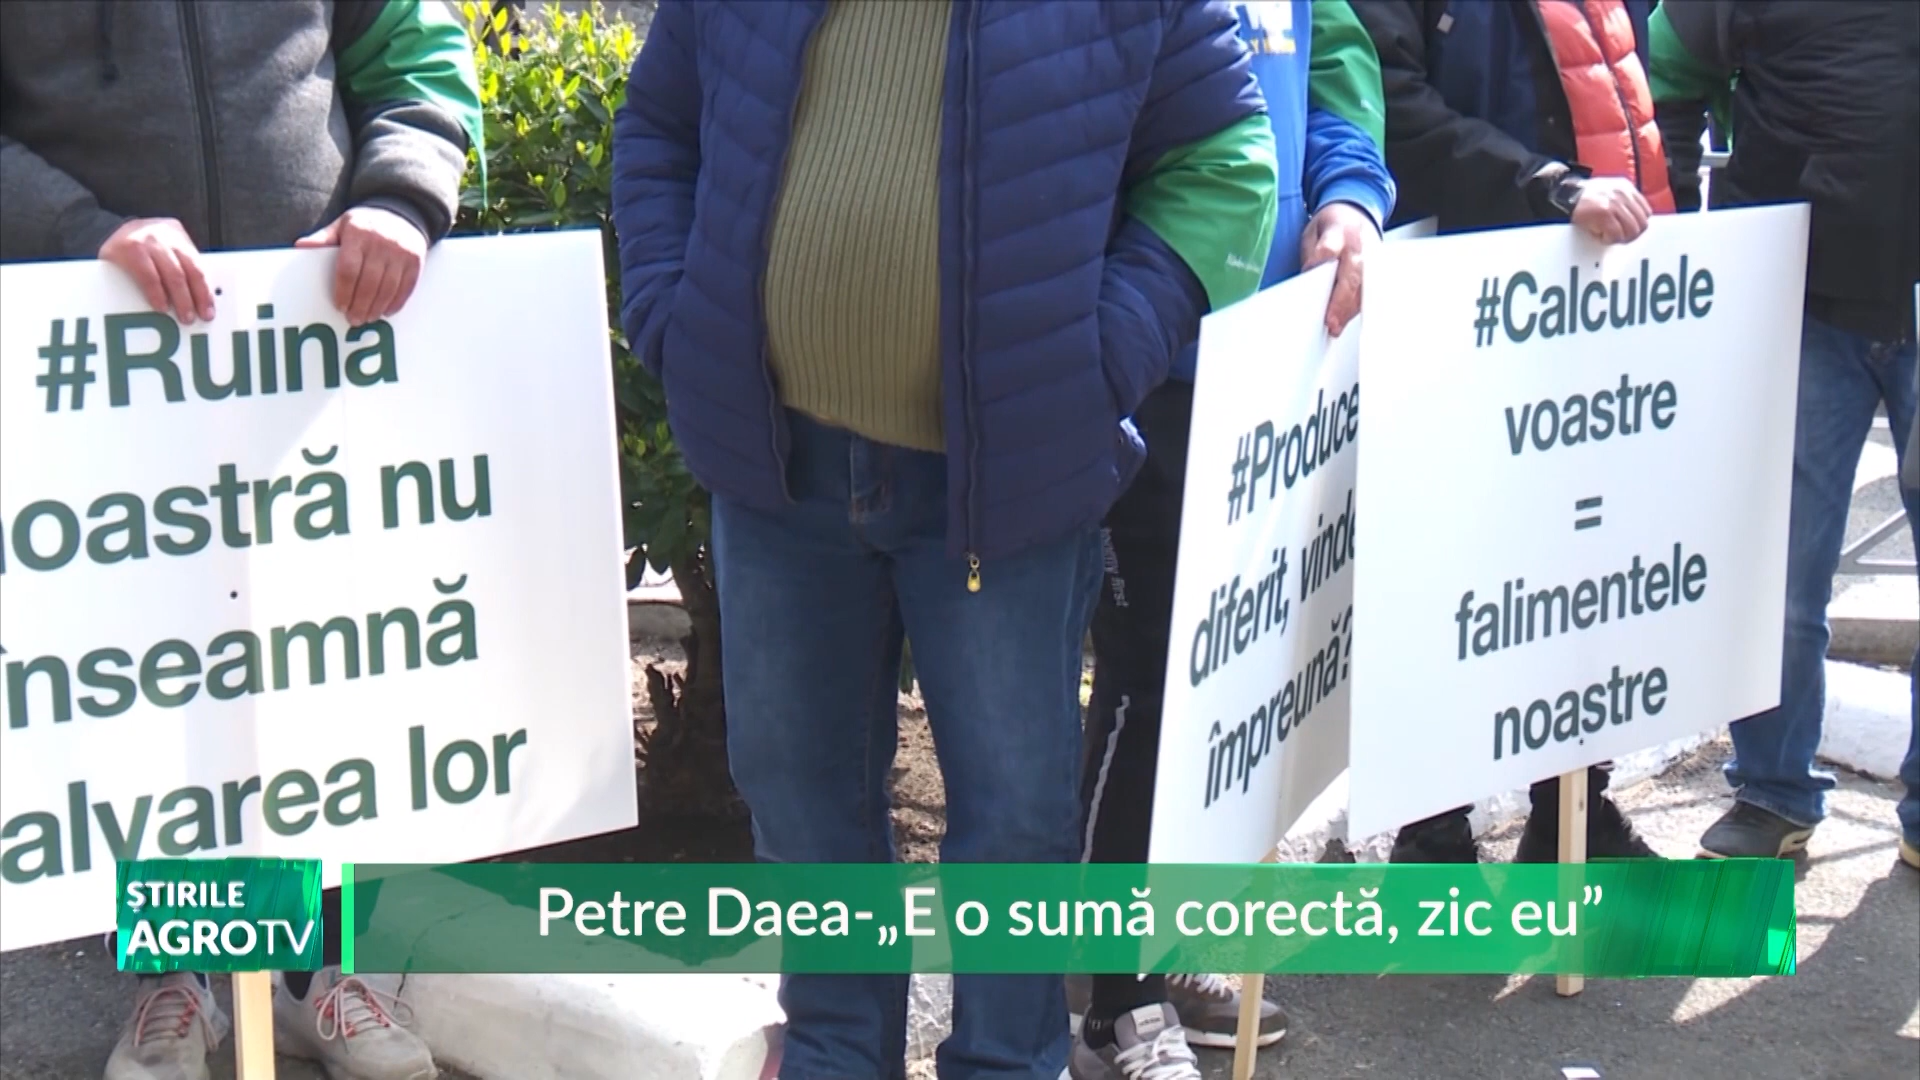 #Ruina
noastră nu
înseamnă
alvarea lor
#Produce
diferit, vinde
împreună?
#Calculele
voastre
=
falimentele
noastre
ȘTIRILE
AGROTV
Petre Daea-„E o sumă corectă, zic eu”